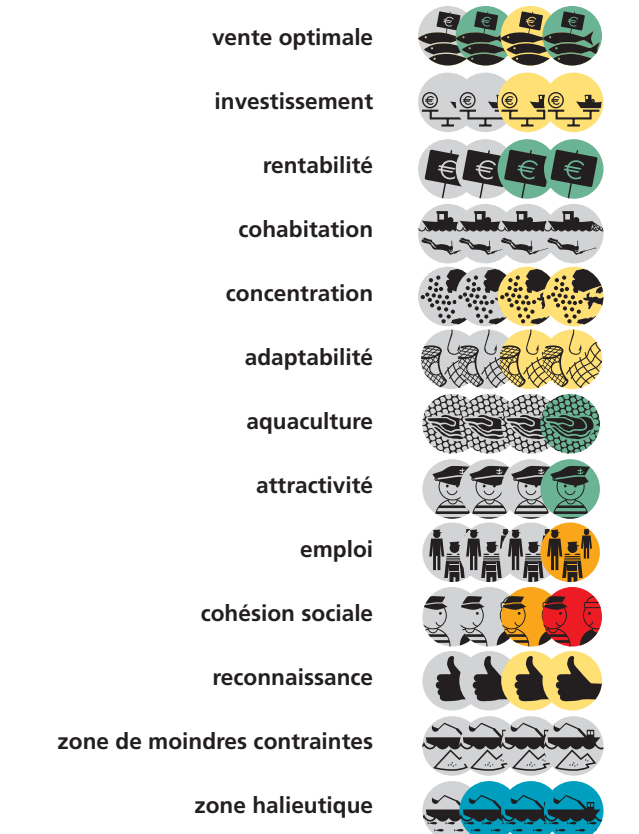 vente optimale
investissement
rentabilité
cohabitation
concentration
adaptabilité
aquaculture
attractivité
emploi
cohésion sociale
reconnaissance
zone de moindres contraintes
zone halieutique